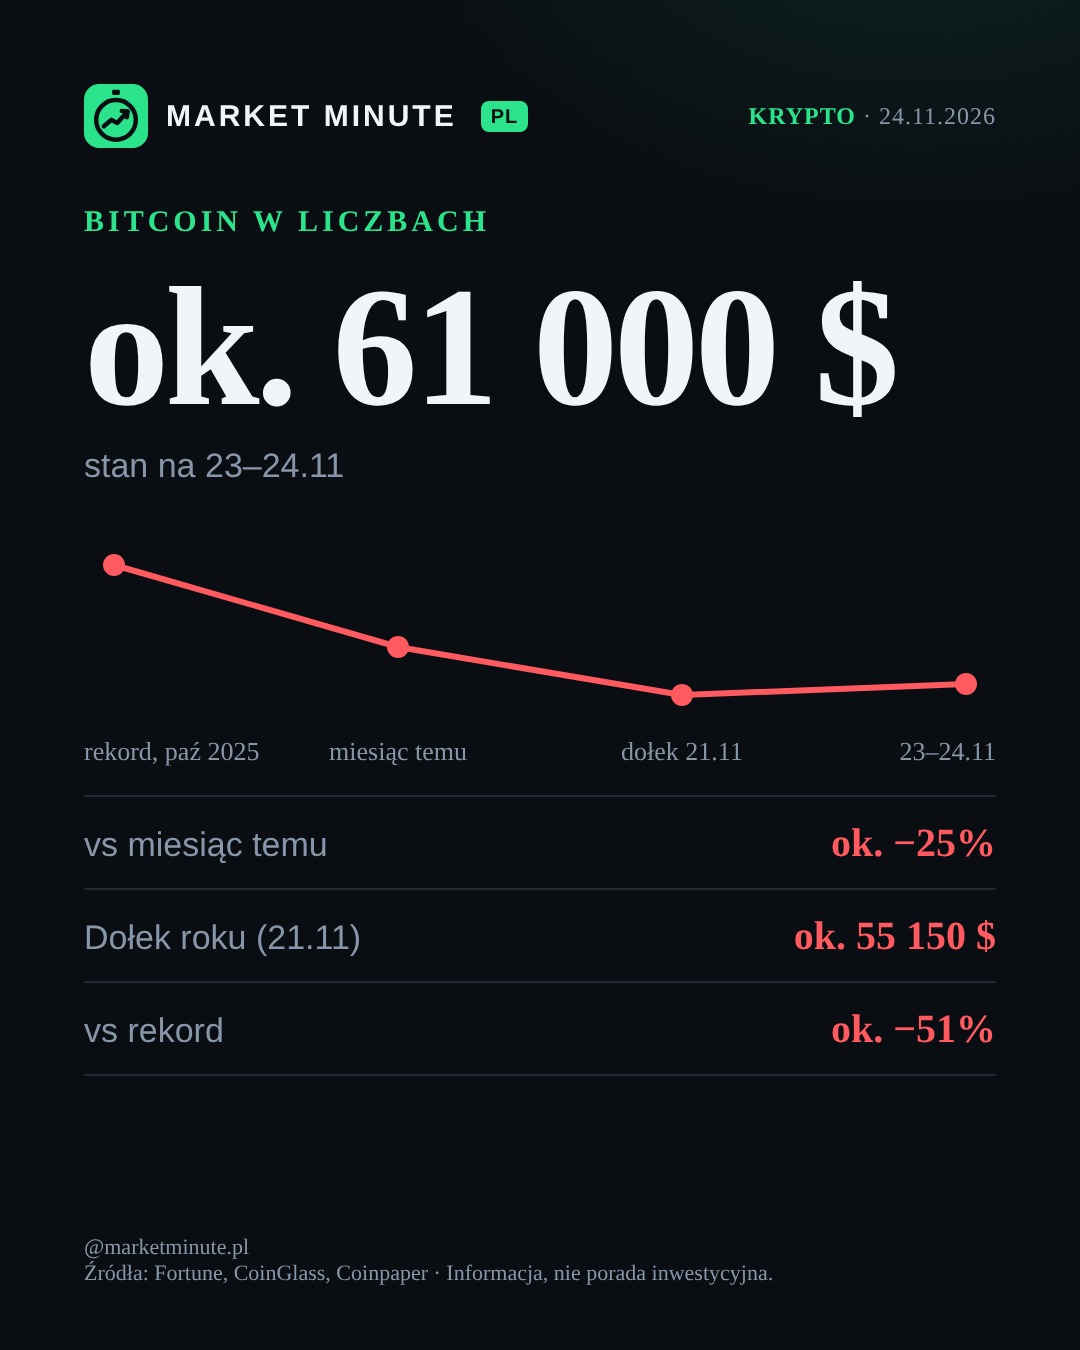 MARKET MINUTE PL
KRYPTO · 24.11.2026
BITCOIN W LICZBACH
ok. 61 000 $
stan na 23–24.11
rekord, paź 2025
miesiąc temu
dołek 21.11
23–24.11
vs miesiąc temu
ok. −25%
Dołek roku (21.11)
ok. 55 150 $
vs rekord
ok. −51%
@marketminute.pl
Źródła: Fortune, CoinGlass, Coinpaper · Informacja, nie porada inwestycyjna.